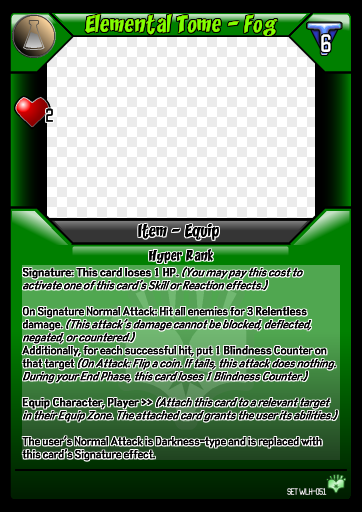 Elemental Tome - Fog
6
2
Item - Equip
Hyper Rank
Signature: This card loses 1 HP. (You may pay this cost to
activate one of this card's Skill or Reaction effects.)
On Signature Normal Attack: Hit all enemies for 3 Relentless
damage. (This attack's damage cannot be blocked, deflected,
negated, or countered.)
Additionally, for each successful hit, put 1 Blindness Counter on
that target (On Attack: Flip a coin. If tails, this attack does nothing.
During your End Phase, this card loses 1 Blindness Counter.)
Equip Character, Player >> (Attach this card to a relevant target
in their Equip Zone. The attached card grants the user its abilities.)
The user's Normal Attack is Darkness-type and is replaced with
this card's Signature effect.
SET WLH-051